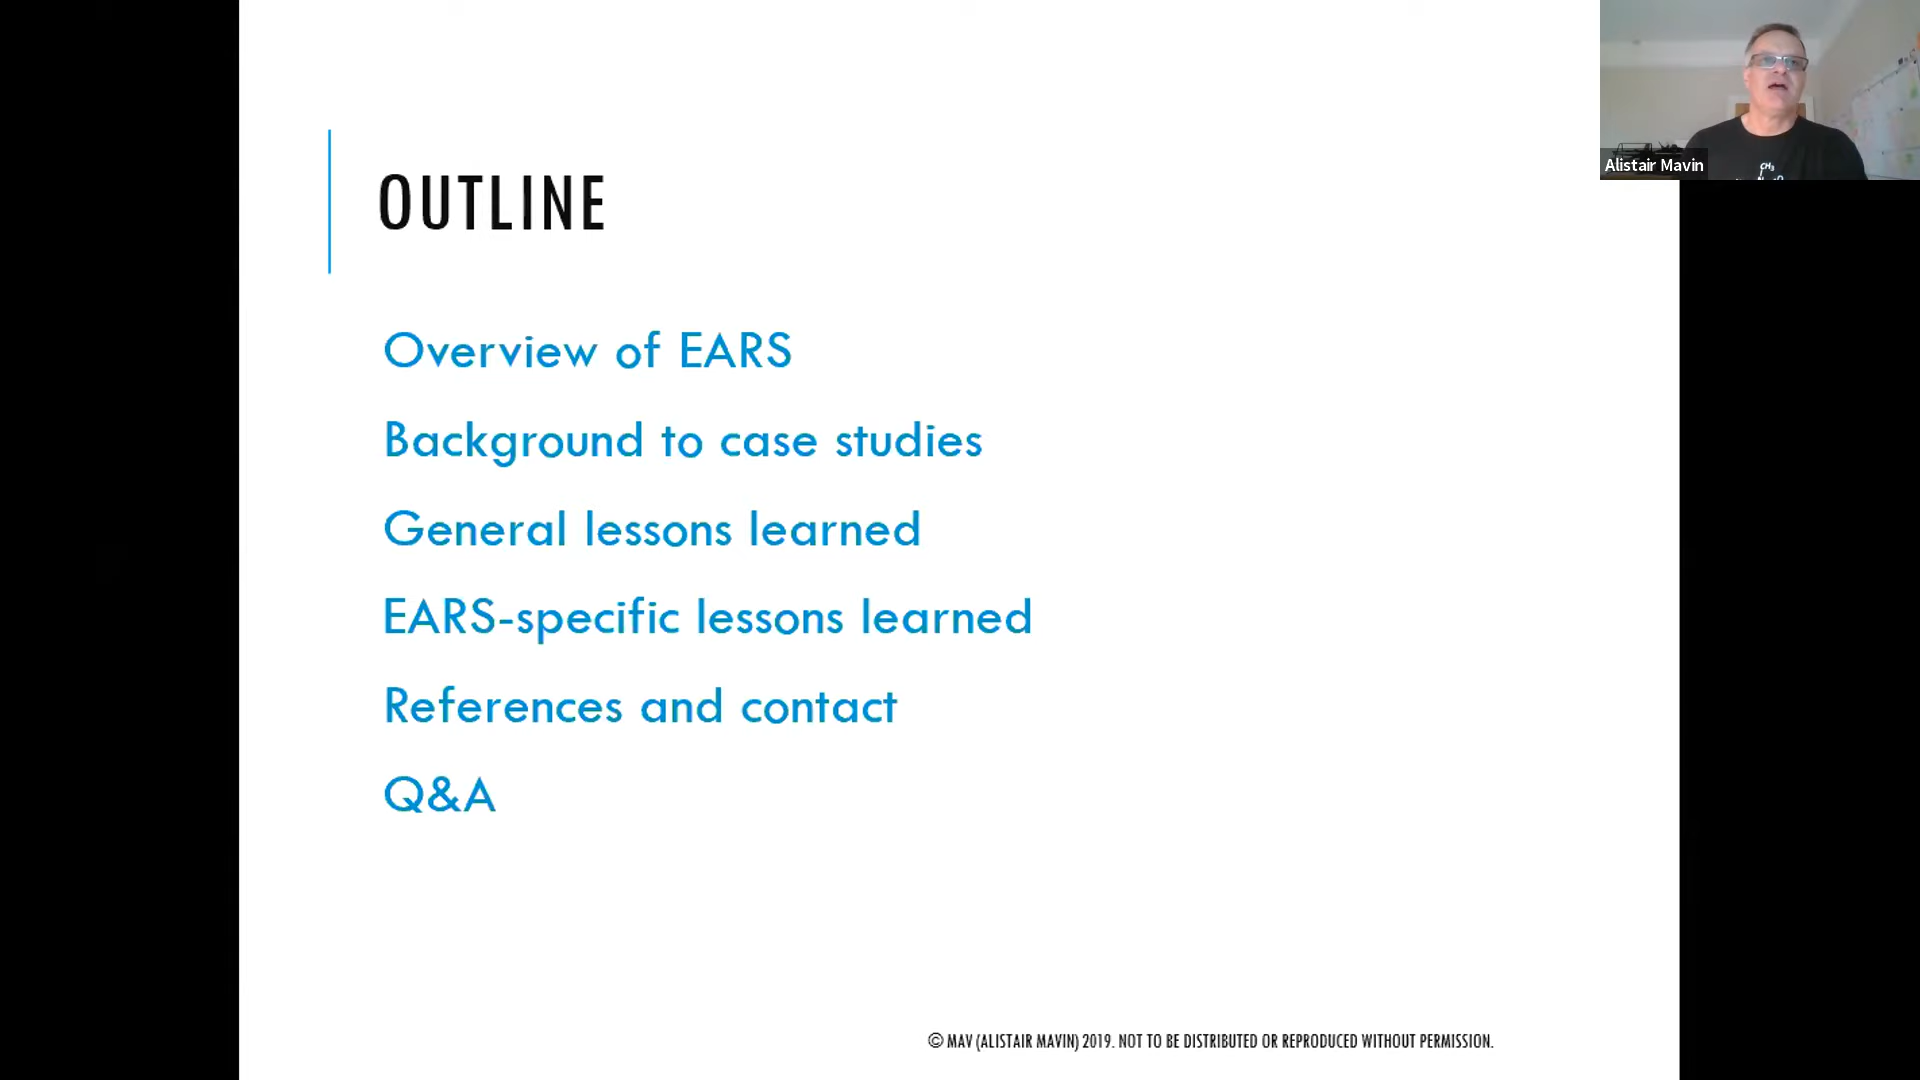 OUTLINE
Overview of EARS
Background to case studies
General lessons learned
EARS-specific lessons learned
References and contact
Q&A
© MAV (ALISTAIR MAVIN) 2019. NOT TO BE DISTRIBUTED OR REPRODUCED WITHOUT PERMISSION.
Alistair Mavin
CH₃